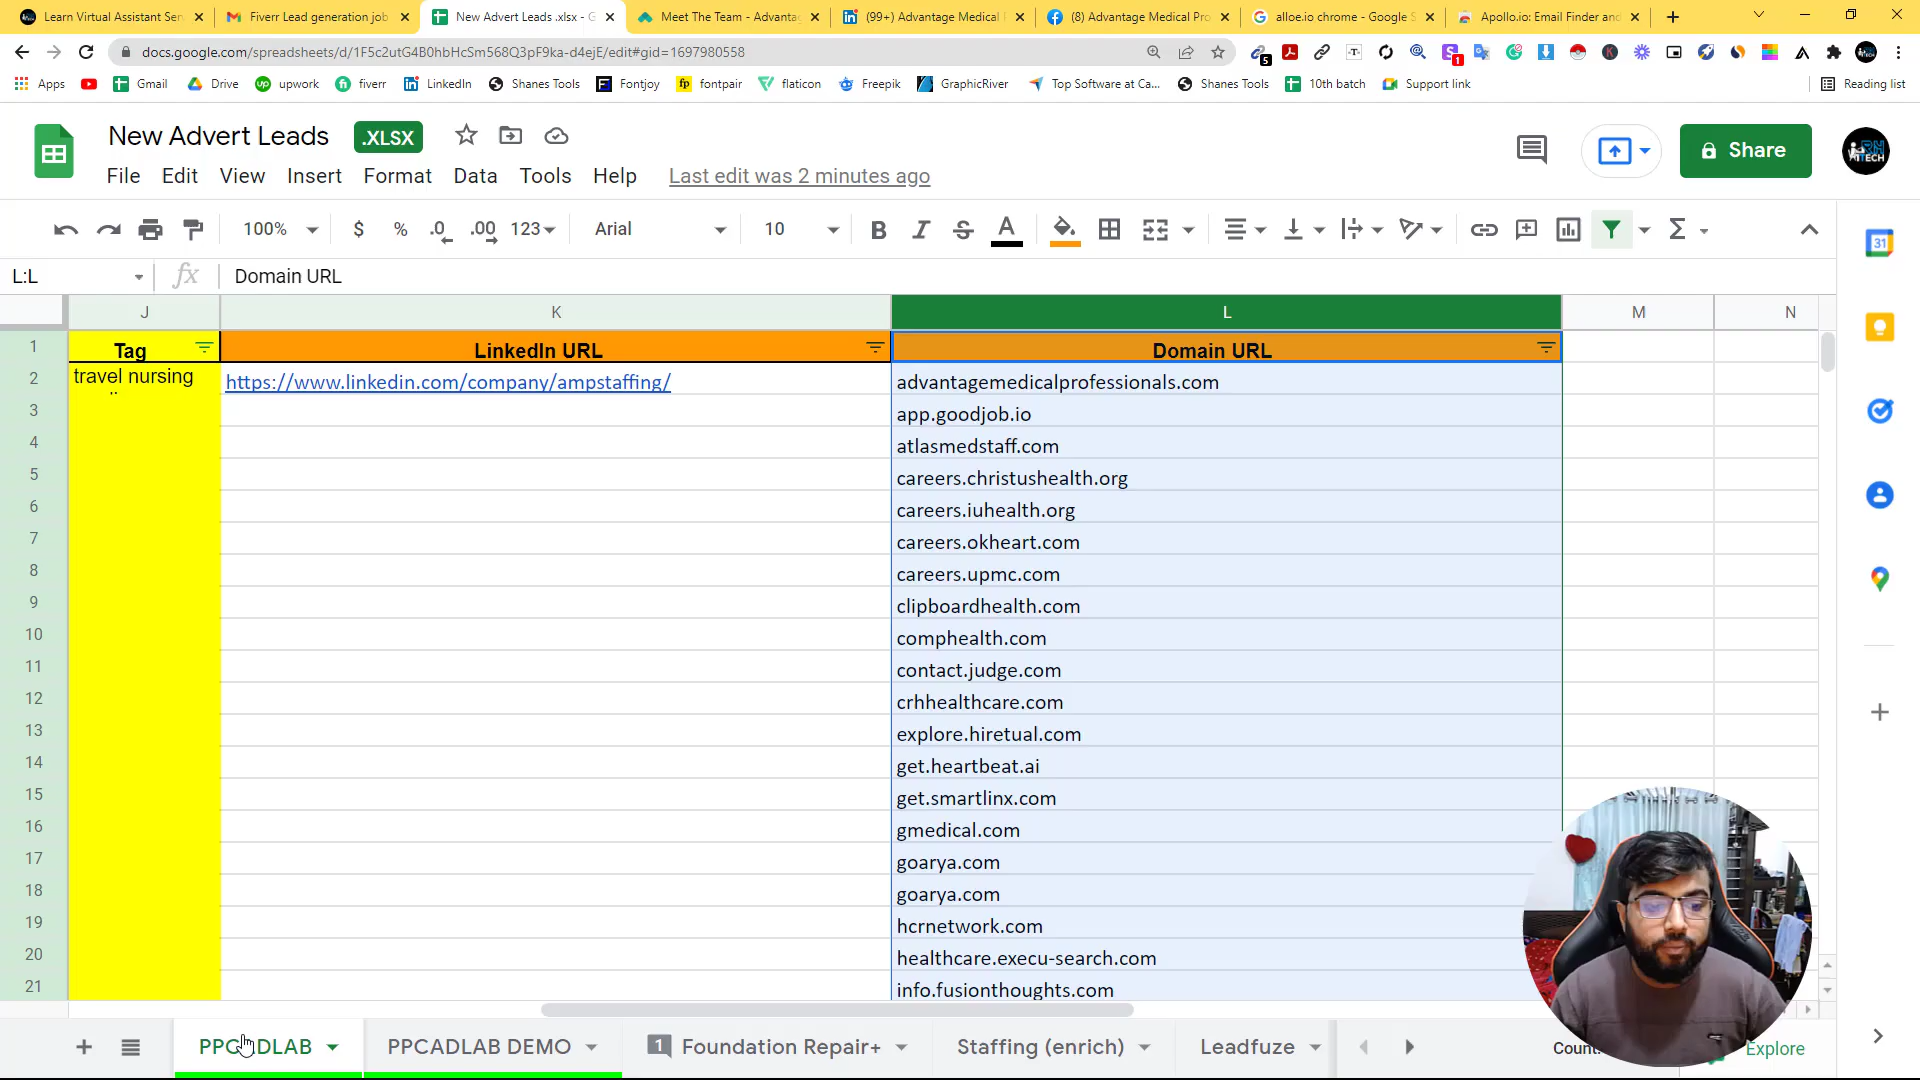 Learn Virtual Assistant Ser
Fiverr Lead generation job
New Advert Leads .xlsx - G
Meet The Team - Advanta
(99+) Advantage Medical
(8) Advantage Medical Pro
alloe.io chrome - Google S
Apollo.io: Email Finder and
docs.google.com/spreadsheets/d/1F5c2utG4B0hbHcSm568Q3pF9ka-d4ejE/edit#gid=1697980558
Apps
Gmail
Drive
upwork
fiverr
LinkedIn
Shanes Tools
Fontjoy
fontpair
flaticon
Freepik
GraphicRiver
Top Software at Ca...
Shanes Tools
10th batch
Support link
Reading list
New Advert Leads
.XLSX
Share
File Edit View Insert Format Data Tools Help
Last edit was 2 minutes ago
100% $ % .0 .00 123 Arial 10 B I S A
L:L fx Domain URL
J K L M N
1 Tag LinkedIn URL Domain URL
2 travel nursing https://www.linkedin.com/company/ampstaffing/ advantagemedicalprofessionals.com
3 app.goodjob.io
4 atlasmedstaff.com
5 careers.christushealth.org
6 careers.iuhealth.org
7 careers.okheart.com
8 careers.upmc.com
9 clipboardhealth.com
10 comphealth.com
11 contact.judge.com
12 crhhealthcare.com
13 explore.hiretual.com
14 get.heartbeat.ai
15 get.smartlinx.com
16 gmedical.com
17 goarya.com
18 goarya.com
19 hcrnetwork.com
20 healthcare.execu-search.com
21 info.fusionthoughts.com
PPCADLAB
PPCADLAB DEMO
1 Foundation Repair+
Staffing (enrich)
Leadfuze
Count:
Explore